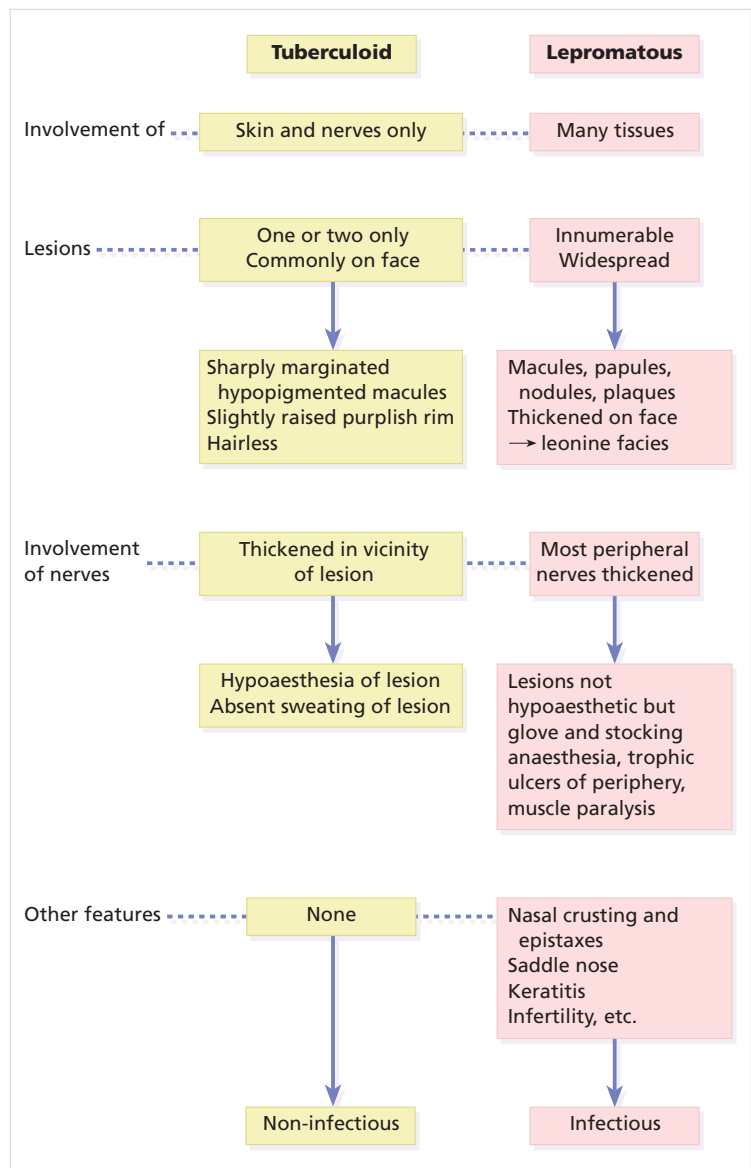 Tuberculoid
Lepromatous
Involvement of
Skin and nerves only
Many tissues
Lesions
One or two only
Commonly on face
Innumerable
Widespread
Sharply marginated
hypopigmented macules
Slightly raised purplish rim
Hairless
Macules, papules,
nodules, plaques
Thickened on face
→ leonine facies
Involvement
of nerves
Thickened in vicinity
of lesion
Most peripheral
nerves thickened
Hypoaesthesia of lesion
Absent sweating of lesion
Lesions not
hypoaesthetic but
glove and stocking
anaesthesia, trophic
ulcers of periphery,
muscle paralysis
Other features
None
Nasal crusting and
epistaxes
Saddle nose
Keratitis
Infertility, etc.
Non-infectious
Infectious